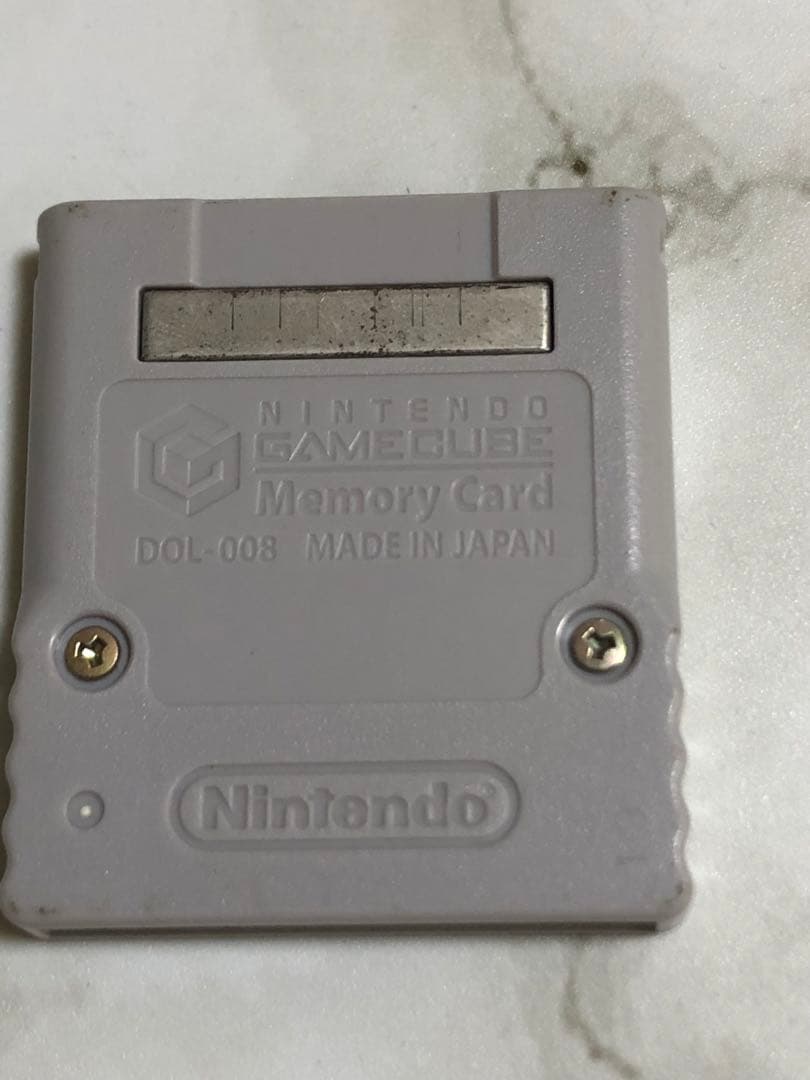 NINTENDO
GAMECUBE
Memory Card
DOL-008 MADE IN JAPAN
Nintendo®